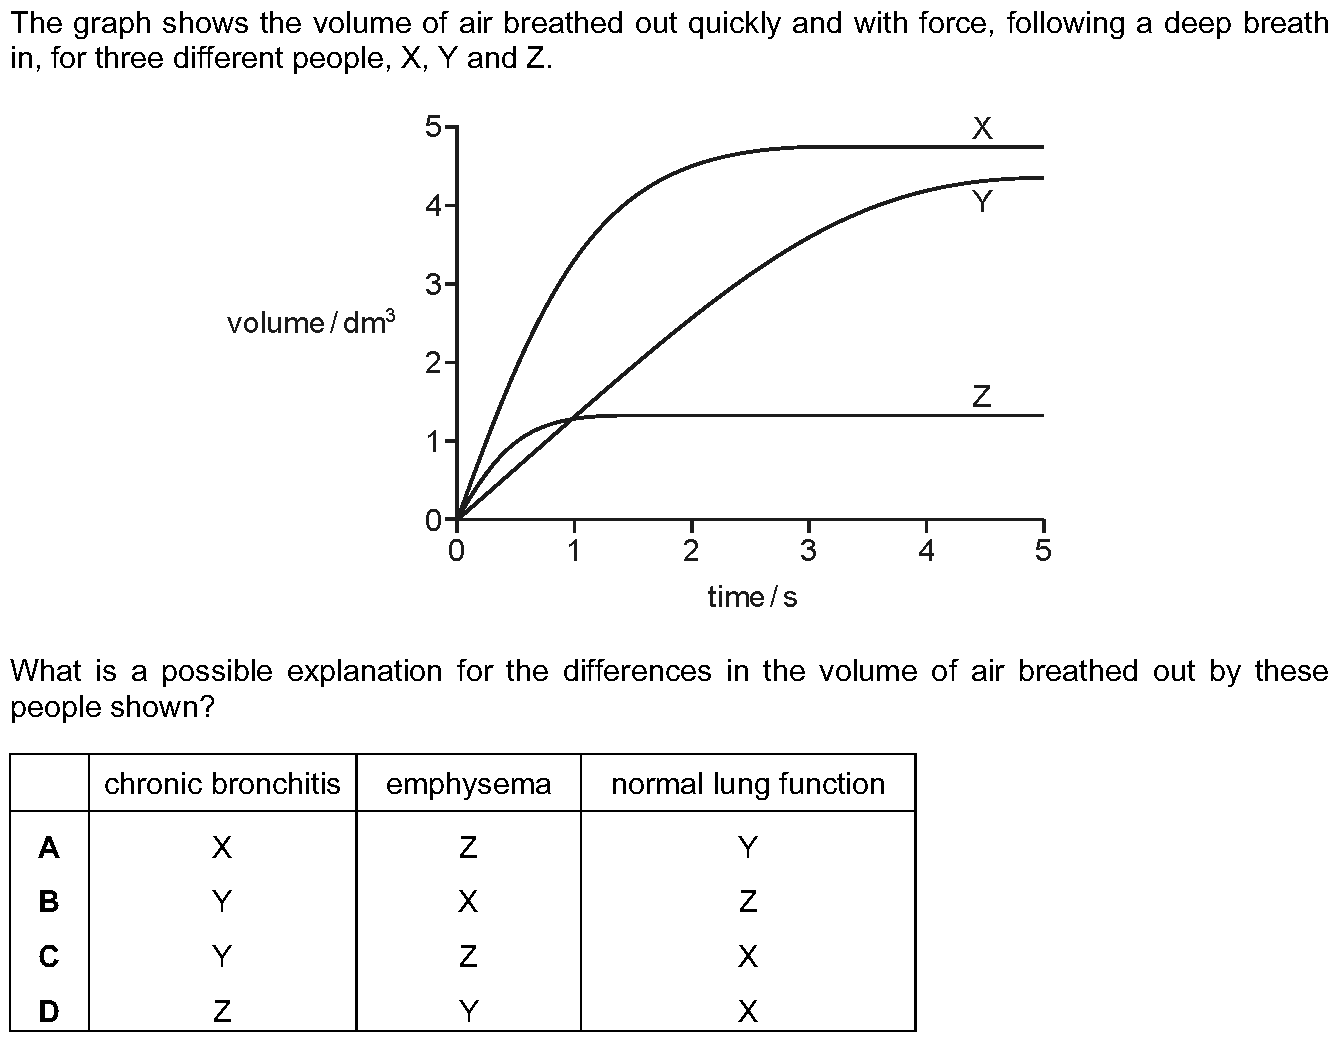 The graph shows the volume of air breathed out quickly and with force, following a deep breath
in, for three different people, X, Y and Z.
5
X
4
Y
3
volume / dm³
2
Z
1
0
0 1 2 3 4 5
time / s
What is a possible explanation for the differences in the volume of air breathed out by these
people shown?
chronic bronchitis emphysema normal lung function
A X Z Y
B Y X Z
C Y Z X
D Z Y X